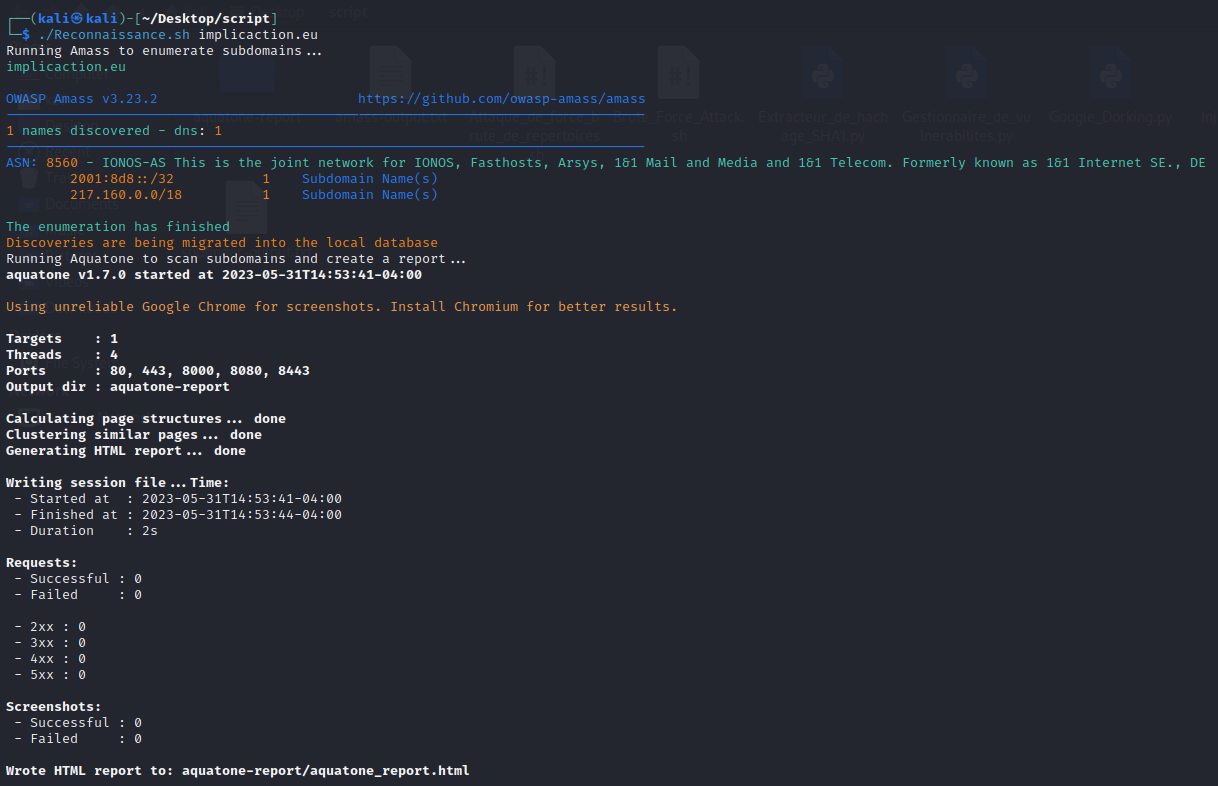 ┌──(kali㉿kali)-[~/Desktop/script]
└─$ ./Reconnaissance.sh implicaction.eu
Running Amass to enumerate subdomains...
implicaction.eu
OWASP Amass v3.23.2 https://github.com/owasp-amass/amass
1 names discovered - dns: 1
ASN: 8560 - IONOS-AS This is the joint network for IONOS, Fasthosts, Arsys, 1&1 Mail and Media and 1&1 Telecom. Formerly known as 1&1 Internet SE., DE
2001:8d8::/32 1 Subdomain Name(s)
217.160.0.0/18 1 Subdomain Name(s)
The enumeration has finished
Discoveries are being migrated into the local database
Running Aquatone to scan subdomains and create a report...
aquatone v1.7.0 started at 2023-05-31T14:53:41-04:00
Using unreliable Google Chrome for screenshots. Install Chromium for better results.
Targets : 1
Threads : 4
Ports : 80, 443, 8000, 8080, 8443
Output dir : aquatone-report
Calculating page structures... done
Clustering similar pages... done
Generating HTML report... done
Writing session file...Time:
- Started at : 2023-05-31T14:53:41-04:00
- Finished at : 2023-05-31T14:53:44-04:00
- Duration : 2s
Requests:
- Successful : 0
- Failed : 0
- 2xx : 0
- 3xx : 0
- 4xx : 0
- 5xx : 0
Screenshots:
- Successful : 0
- Failed : 0
Wrote HTML report to: aquatone-report/aquatone_report.html